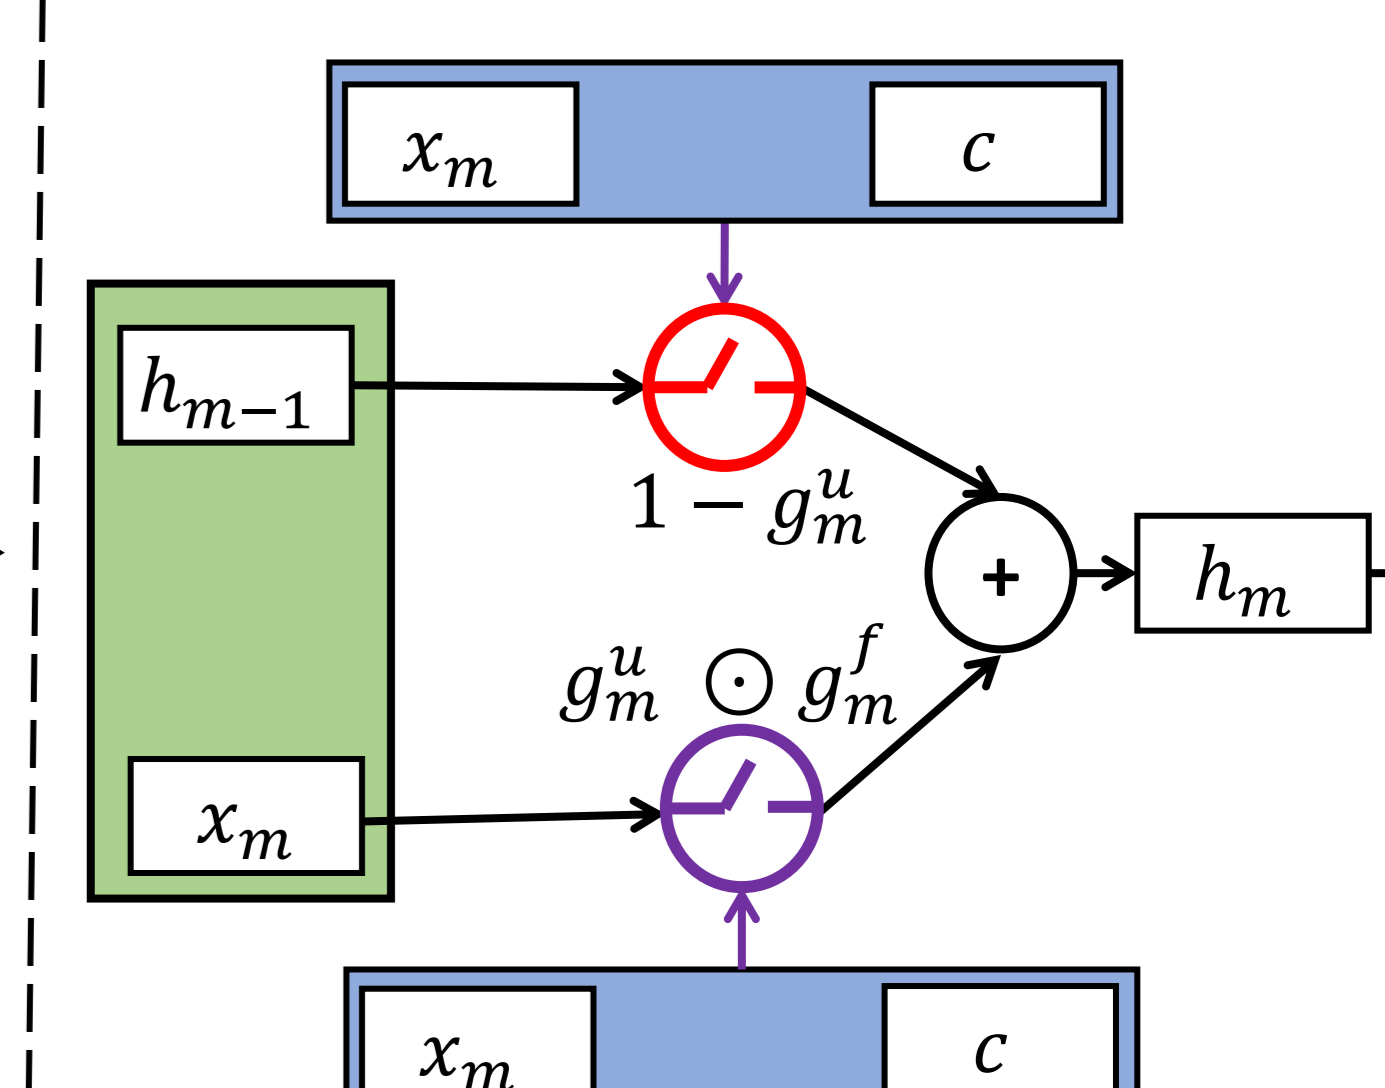 x_m c
h_{m−1}
1 − g_m^u
+
h_m
g_m^u ⊙ g_m^f
x_m
x_m c